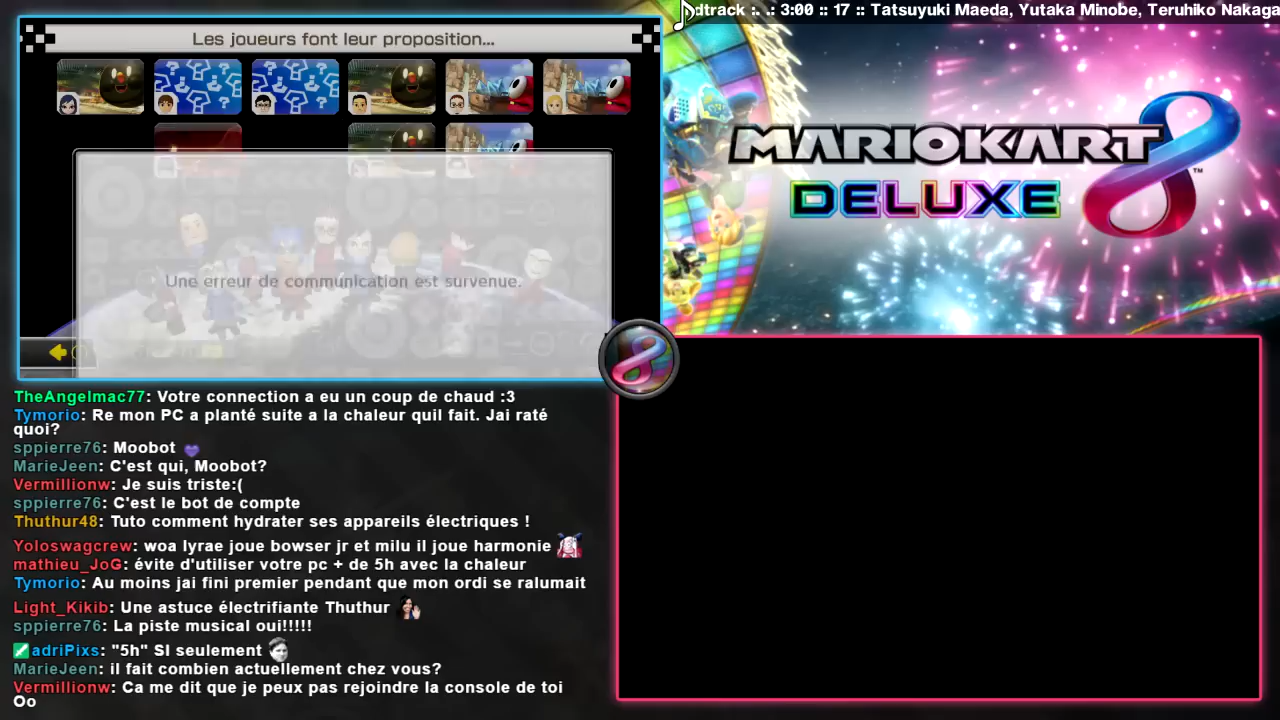 dtrack :. .: 3:00 :: 17 :: Tatsuyuki Maeda, Yutaka Minobe, Teruhiko Nakaga
Les joueurs font leur proposition...
MARIOKART 8
DELUXE
TM
Une erreur de communication est survenue.
TheAngelmac77: Votre connection a eu un coup de chaud :3
Tymorio: Re mon PC a planté suite a la chaleur quil fait. Jai raté
quoi?
sppierre76: Moobot
MarieJeen: C'est qui, Moobot?
Vermillionw: Je suis triste:(
sppierre76: C'est le bot de compte
Thuthur48: Tuto comment hydrater ses appareils électriques !
Yoloswagcrew: woa lyrae joue bowser jr et milu il joue harmonie
mathieu_JoG: évite d'utiliser votre pc + de 5h avec la chaleur
Tymorio: Au moins jai fini premier pendant que mon ordi se ralumait
Light_Kikib: Une astuce électrifiante Thuthur
sppierre76: La piste musical oui!!!!!
adriPixs: "5h" SI seulement
MarieJeen: il fait combien actuellement chez vous?
Vermillionw: Ca me dit que je peux pas rejoindre la console de toi
Oo